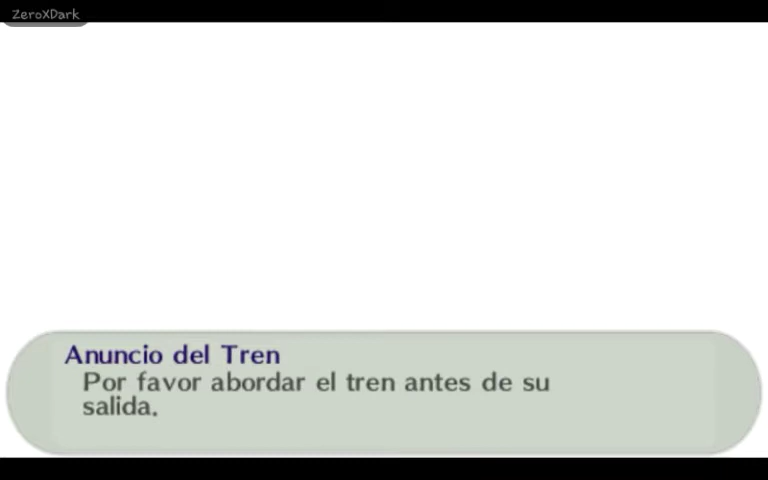 ZeroXDark
Anuncio del Tren
Por favor abordar el tren antes de su
salida.